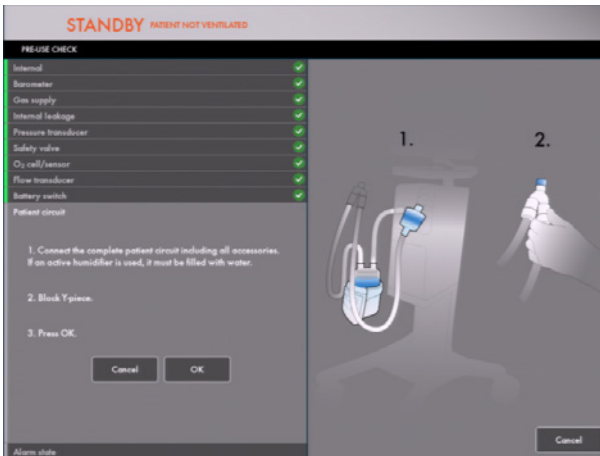 STANDBY PATIENT NOT VENTILATED
PRE-USE CHECK
Internal
Barometer
Gas supply
Internal leakage
Pressure transducer
Safety valve
O₂ cell/sensor
Flow transducer
Battery switch
Patient circuit
1. Connect the complete patient circuit including all accessories.
If an active humidifier is used, it must be filled with water.
2. Block Y-piece.
3. Press OK.
Cancel OK
Alarm state
1. 2.
Cancel